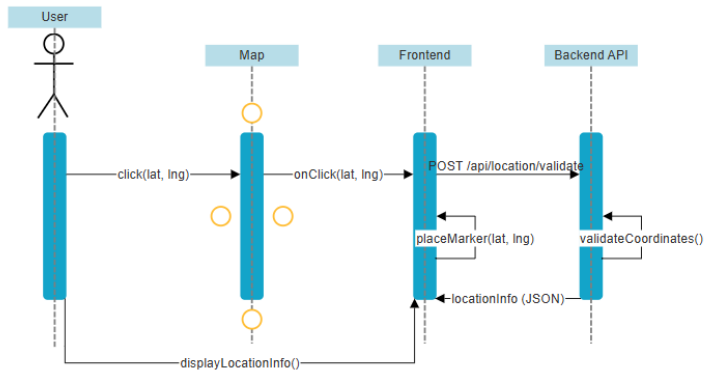 User
Map
Frontend
Backend API
click(lat, lng)
onClick(lat, lng)
POST /api/location/validate
placeMarker(lat, lng)
validateCoordinates()
locationInfo (JSON)
displayLocationInfo()